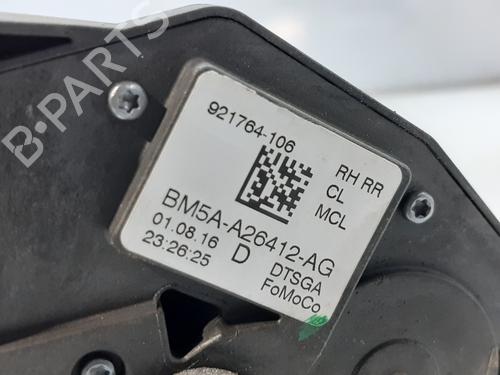 B-PARTS
921764-106
RH RR
CL
MCL
BM5A-A26412-AG
01.08.16 D DTSGA
23:26:25 FoMoCo